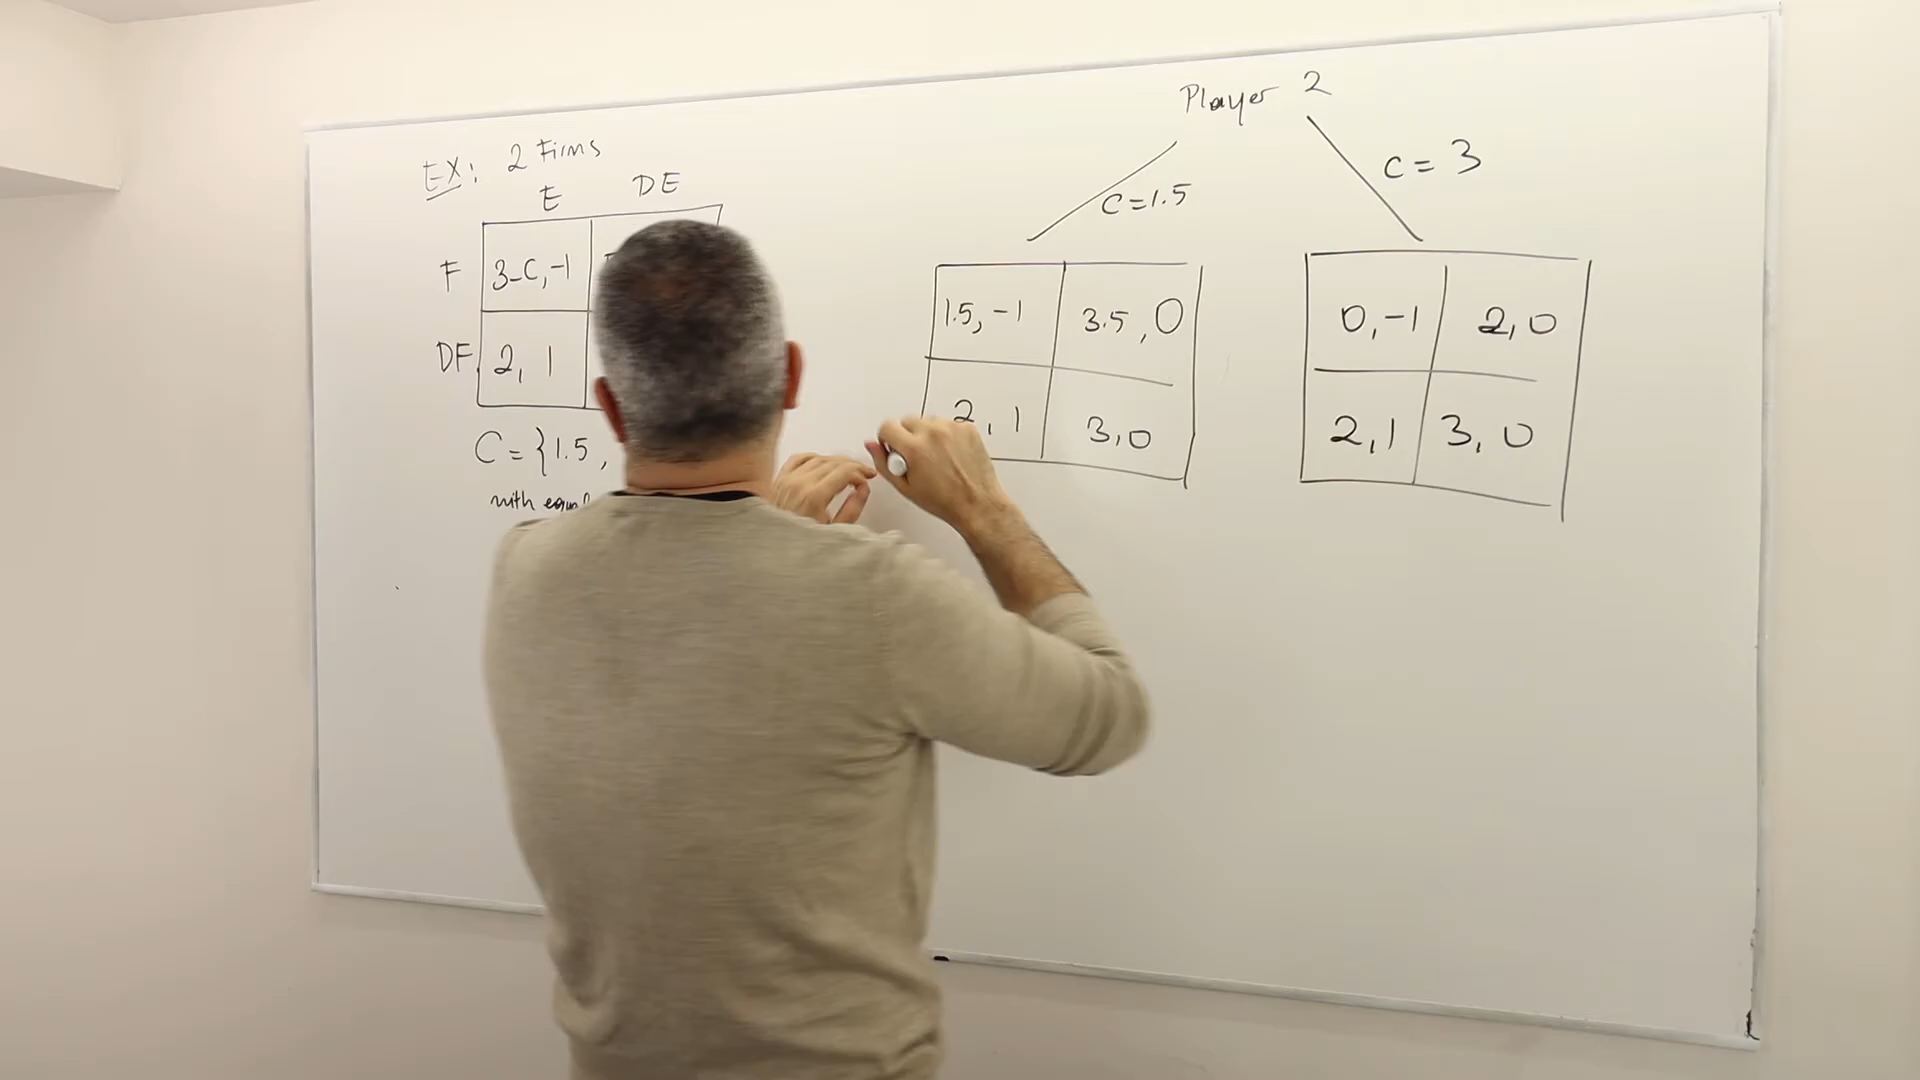 EX: 2 Firms
E DE
F 3-C, -1
DF 2, 1
C = {1.5,
with
Player 2
C=1.5
C = 3
1.5, -1 3.5, 0
2, 1 3, 0
0, -1 2, 0
2, 1 3, 0